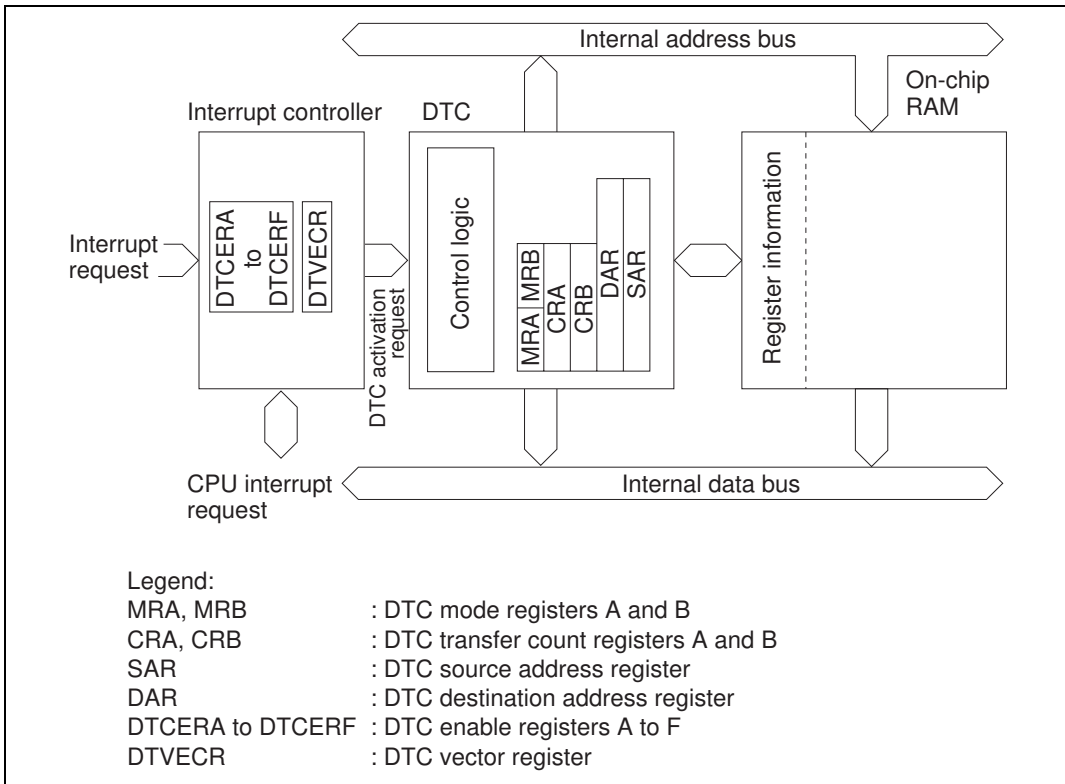 Internal address bus
On-chip
RAM
Interrupt controller
DTC
Interrupt
request
DTCERA
to
DTCERF
DTVECR
DTC activation
request
Control logic
MRA MRB
CRA
CRB
DAR
SAR
Register information
CPU interrupt
request
Internal data bus
Legend:
MRA, MRB : DTC mode registers A and B
CRA, CRB : DTC transfer count registers A and B
SAR : DTC source address register
DAR : DTC destination address register
DTCERA to DTCERF : DTC enable registers A to F
DTVECR : DTC vector register